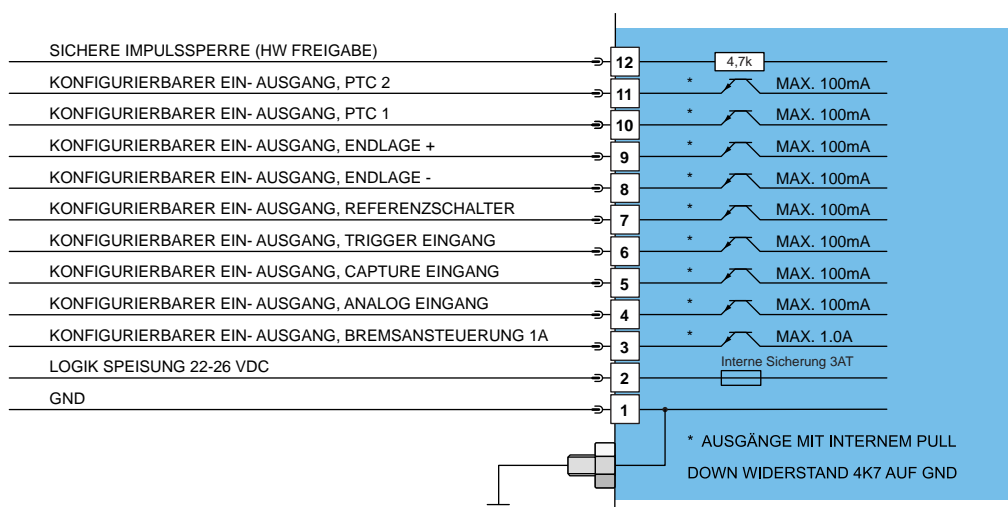 SICHERE IMPULSSPERRE (HW FREIGABE) 12 4,7k
KONFIGURIERBARER EIN- AUSGANG, PTC 2 11 * MAX. 100mA
KONFIGURIERBARER EIN- AUSGANG, PTC 1 10 * MAX. 100mA
KONFIGURIERBARER EIN- AUSGANG, ENDLAGE + 9 * MAX. 100mA
KONFIGURIERBARER EIN- AUSGANG, ENDLAGE - 8 * MAX. 100mA
KONFIGURIERBARER EIN- AUSGANG, REFERENZSCHALTER 7 * MAX. 100mA
KONFIGURIERBARER EIN- AUSGANG, TRIGGER EINGANG 6 * MAX. 100mA
KONFIGURIERBARER EIN- AUSGANG, CAPTURE EINGANG 5 * MAX. 100mA
KONFIGURIERBARER EIN- AUSGANG, ANALOG EINGANG 4 * MAX. 100mA
KONFIGURIERBARER EIN- AUSGANG, BREMSANSTEUERUNG 1A 3 * MAX. 1.0A
LOGIK SPEISUNG 22-26 VDC 2 Interne Sicherung 3AT
GND 1
* AUSGÄNGE MIT INTERNEM PULL
DOWN WIDERSTAND 4K7 AUF GND